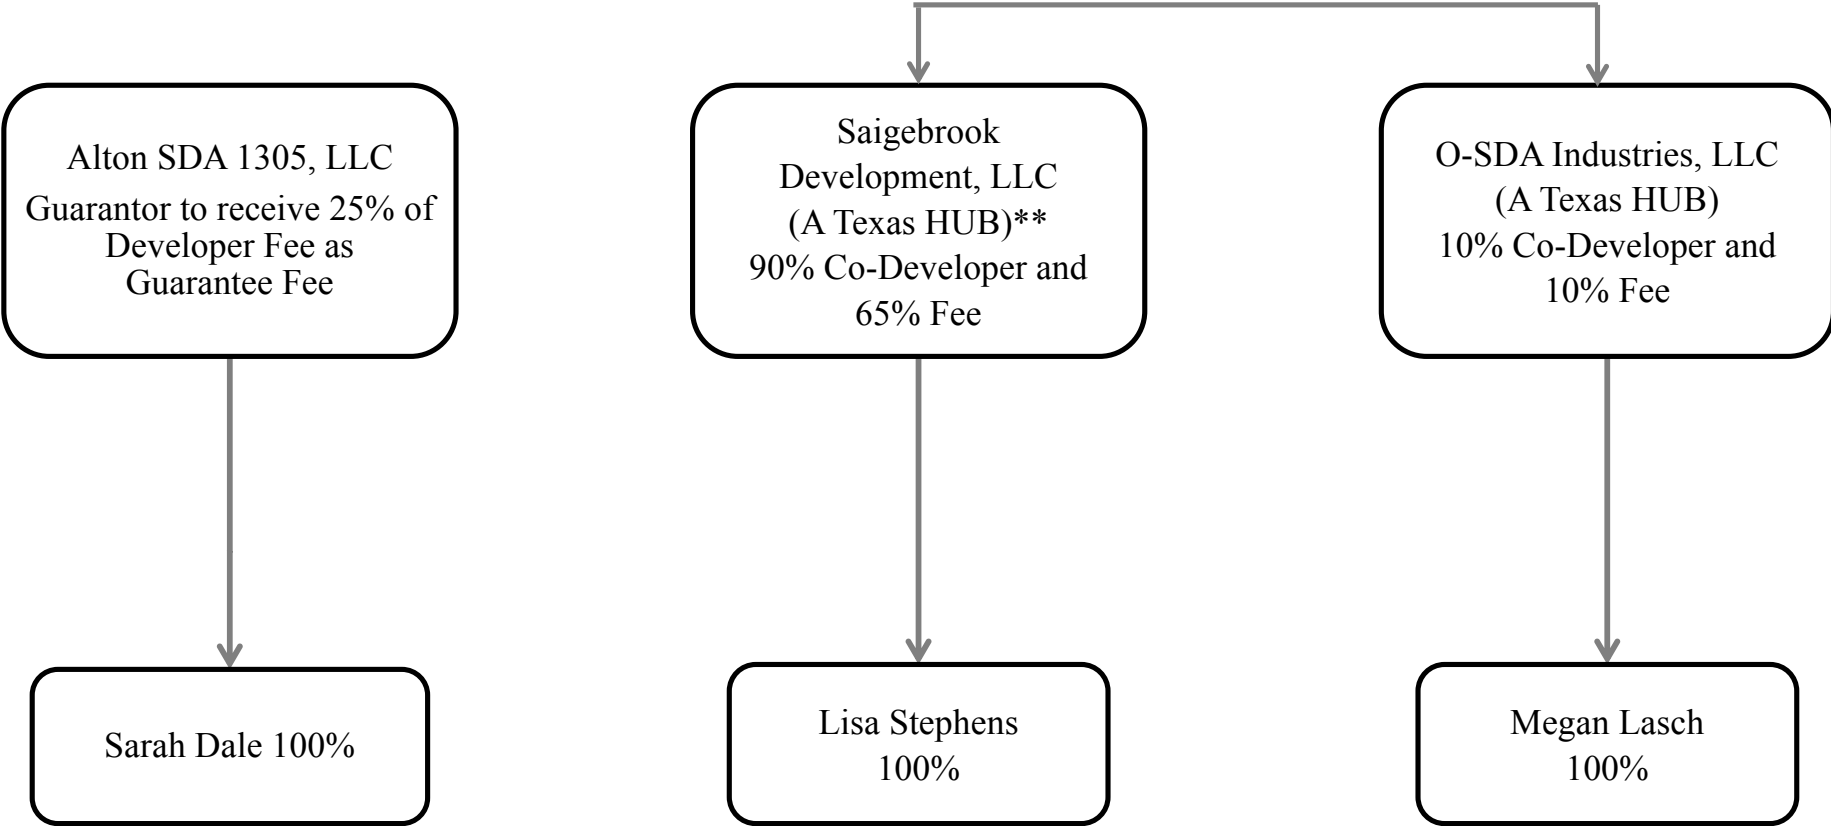 Alton SDA 1305, LLC
Guarantor to receive 25% of
Developer Fee as
Guarantee Fee
Saigebrook
Development, LLC
(A Texas HUB)**
90% Co-Developer and
65% Fee
O-SDA Industries, LLC
(A Texas HUB)
10% Co-Developer and
10% Fee
Sarah Dale 100%
Lisa Stephens
100%
Megan Lasch
100%